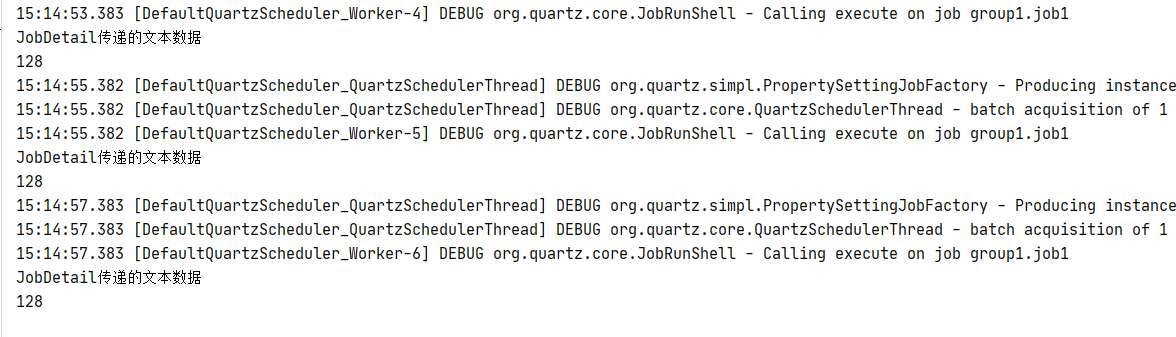 15:14:53.383 [DefaultQuartzScheduler_Worker-4] DEBUG org.quartz.core.JobRunShell - Calling execute on job group1.job1
JobDetail传递的文本数据
128
15:14:55.382 [DefaultQuartzScheduler_QuartzSchedulerThread] DEBUG org.quartz.simpl.PropertySettingJobFactory - Producing instance
15:14:55.382 [DefaultQuartzScheduler_QuartzSchedulerThread] DEBUG org.quartz.core.QuartzSchedulerThread - batch acquisition of 1
15:14:55.382 [DefaultQuartzScheduler_Worker-5] DEBUG org.quartz.core.JobRunShell - Calling execute on job group1.job1
JobDetail传递的文本数据
128
15:14:57.383 [DefaultQuartzScheduler_QuartzSchedulerThread] DEBUG org.quartz.simpl.PropertySettingJobFactory - Producing instance
15:14:57.383 [DefaultQuartzScheduler_QuartzSchedulerThread] DEBUG org.quartz.core.QuartzSchedulerThread - batch acquisition of 1
15:14:57.383 [DefaultQuartzScheduler_Worker-6] DEBUG org.quartz.core.JobRunShell - Calling execute on job group1.job1
JobDetail传递的文本数据
128